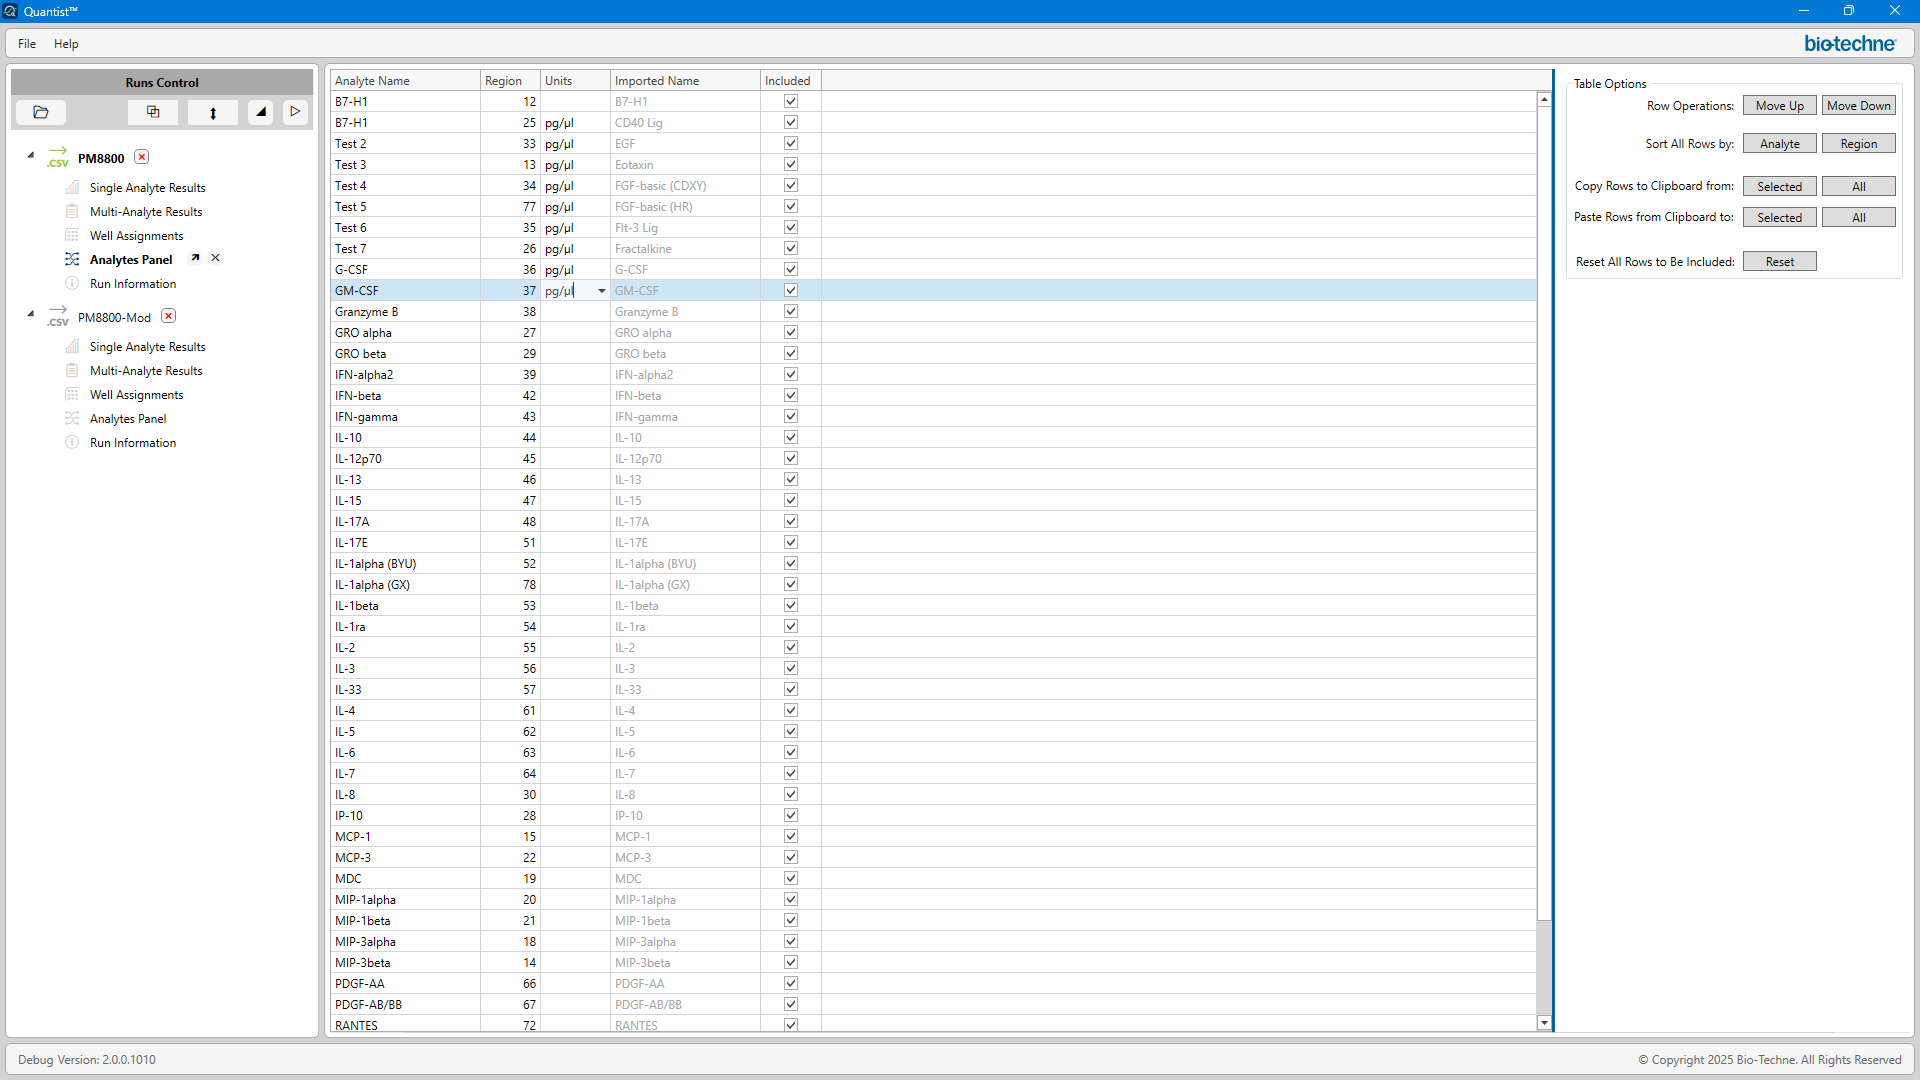 Quantist™
File Help
bio-techne
Runs Control
PM8800
.CSV
Single Analyte Results
Multi-Analyte Results
Well Assignments
Analytes Panel
Run Information
PM8800-Mod
.CSV
Single Analyte Results
Multi-Analyte Results
Well Assignments
Analytes Panel
Run Information
Analyte Name Region Units Imported Name Included
B7-H1 12 B7-H1
B7-H1 25 pg/µl CD40 Lig
Test 2 33 pg/µl EGF
Test 3 13 pg/µl Eotaxin
Test 4 34 pg/µl FGF-basic (CDXY)
Test 5 77 pg/µl FGF-basic (HR)
Test 6 35 pg/µl Flt-3 Lig
Test 7 26 pg/µl Fractalkine
G-CSF 36 pg/µl G-CSF
GM-CSF 37 pg/µl GM-CSF
Granzyme B 38 Granzyme B
GRO alpha 27 GRO alpha
GRO beta 29 GRO beta
IFN-alpha2 39 IFN-alpha2
IFN-beta 42 IFN-beta
IFN-gamma 43 IFN-gamma
IL-10 44 IL-10
IL-12p70 45 IL-12p70
IL-13 46 IL-13
IL-15 47 IL-15
IL-17A 48 IL-17A
IL-17E 51 IL-17E
IL-1alpha (BYU) 52 IL-1alpha (BYU)
IL-1alpha (GX) 78 IL-1alpha (GX)
IL-1beta 53 IL-1beta
IL-1ra 54 IL-1ra
IL-2 55 IL-2
IL-3 56 IL-3
IL-33 57 IL-33
IL-4 61 IL-4
IL-5 62 IL-5
IL-6 63 IL-6
IL-7 64 IL-7
IL-8 30 IL-8
IP-10 28 IP-10
MCP-1 15 MCP-1
MCP-3 22 MCP-3
MDC 19 MDC
MIP-1alpha 20 MIP-1alpha
MIP-1beta 21 MIP-1beta
MIP-3alpha 18 MIP-3alpha
MIP-3beta 14 MIP-3beta
PDGF-AA 66 PDGF-AA
PDGF-AB/BB 67 PDGF-AB/BB
RANTES 72 RANTES
Table Options
Row Operations: Move Up Move Down
Sort All Rows by: Analyte Region
Copy Rows to Clipboard from: Selected All
Paste Rows from Clipboard to: Selected All
Reset All Rows to Be Included: Reset
Debug Version: 2.0.0.1010
© Copyright 2025 Bio-Techne. All Rights Reserved